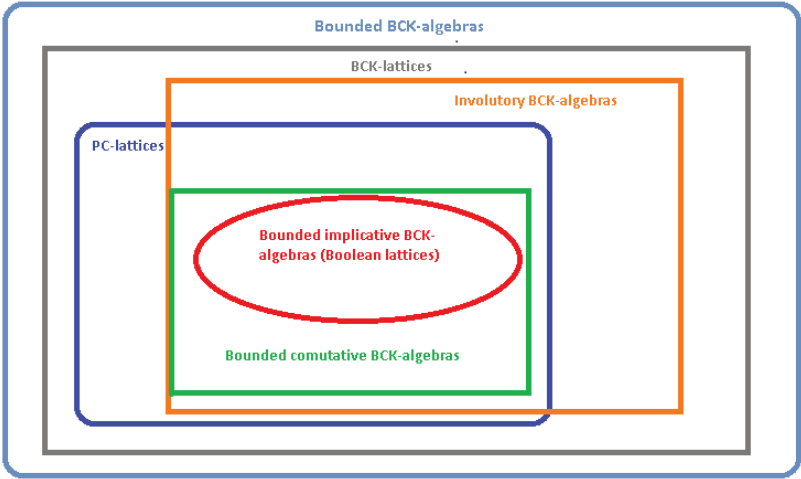 Bounded BCK-algebras
BCK-lattices
Involutory BCK-algebras
PC-lattices
Bounded implicative BCK-
algebras (Boolean lattices)
Bounded comutative BCK-algebras